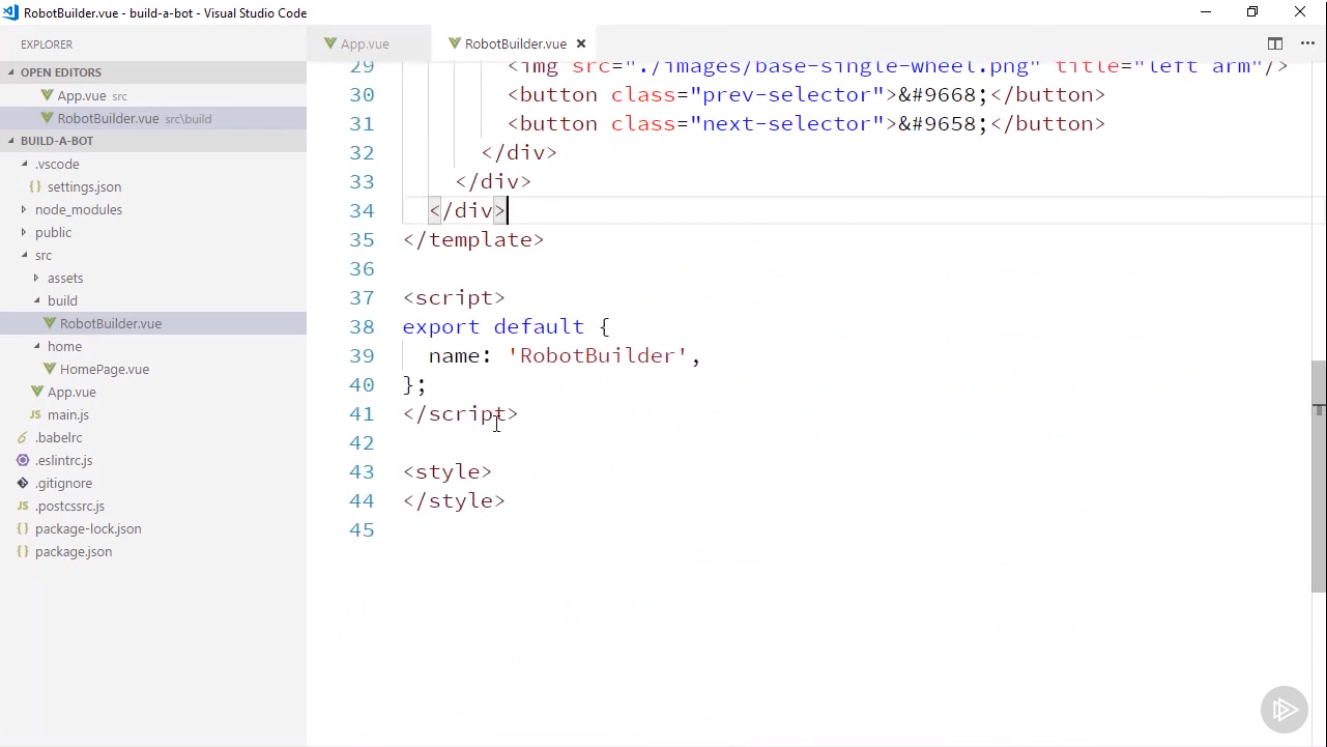 RobotBuilder.vue - build-a-bot - Visual Studio Code
EXPLORER
OPEN EDITORS
App.vue src
RobotBuilder.vue src\build
BUILD-A-BOT
.vscode
settings.json
node_modules
public
src
assets
build
RobotBuilder.vue
home
HomePage.vue
App.vue
main.js
.babelrc
.eslintrc.js
.gitignore
.postcssrc.js
package-lock.json
package.json
App.vue RobotBuilder.vue
29 <img src="./images/base-single-wheel.png" title="left arm"/>
30 <button class="prev-selector">&#9668;</button>
31 <button class="next-selector">&#9658;</button>
32 </div>
33 </div>
34 </div>
35 </template>
36
37 <script>
38 export default {
39 name: 'RobotBuilder',
40 };
41 </script>
42
43 <style>
44 </style>
45